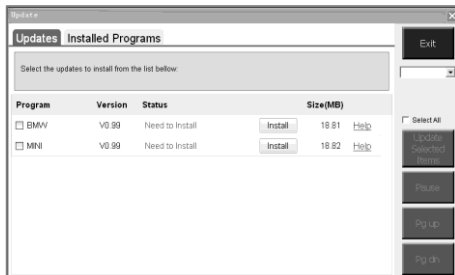 Update
Updates Installed Programs
Exit
Select the updates to install from the list bellow:
Program Version Status Size(MB)
Select All
BMW V0.99 Need to Install Install 18.81 Help
MINI V0.99 Need to Install Install 18.82 Help
Update
Selected
Items
Pause
Pg up
Pg dn